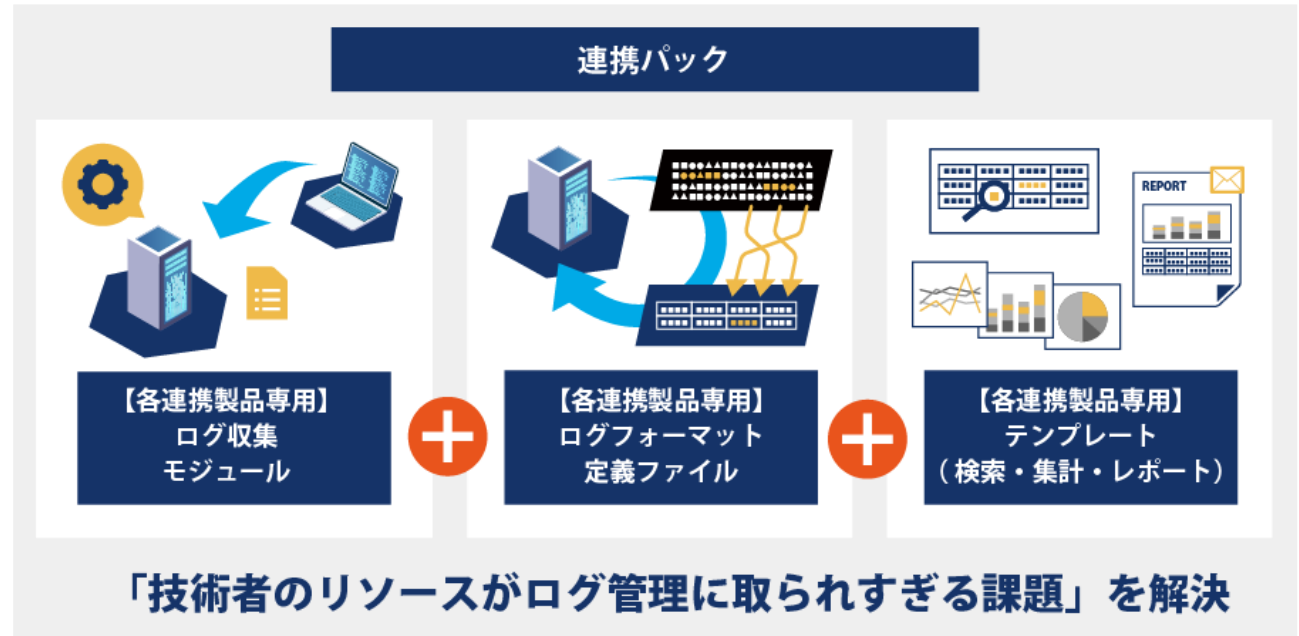 連携パック
REPORT
【各連携製品専用】
ログ収集
モジュール
【各連携製品専用】
ログフォーマット
定義ファイル
【各連携製品専用】
テンプレート
（検索・集計・レポート）
「技術者のリソースがログ管理に取られすぎる課題」を解決